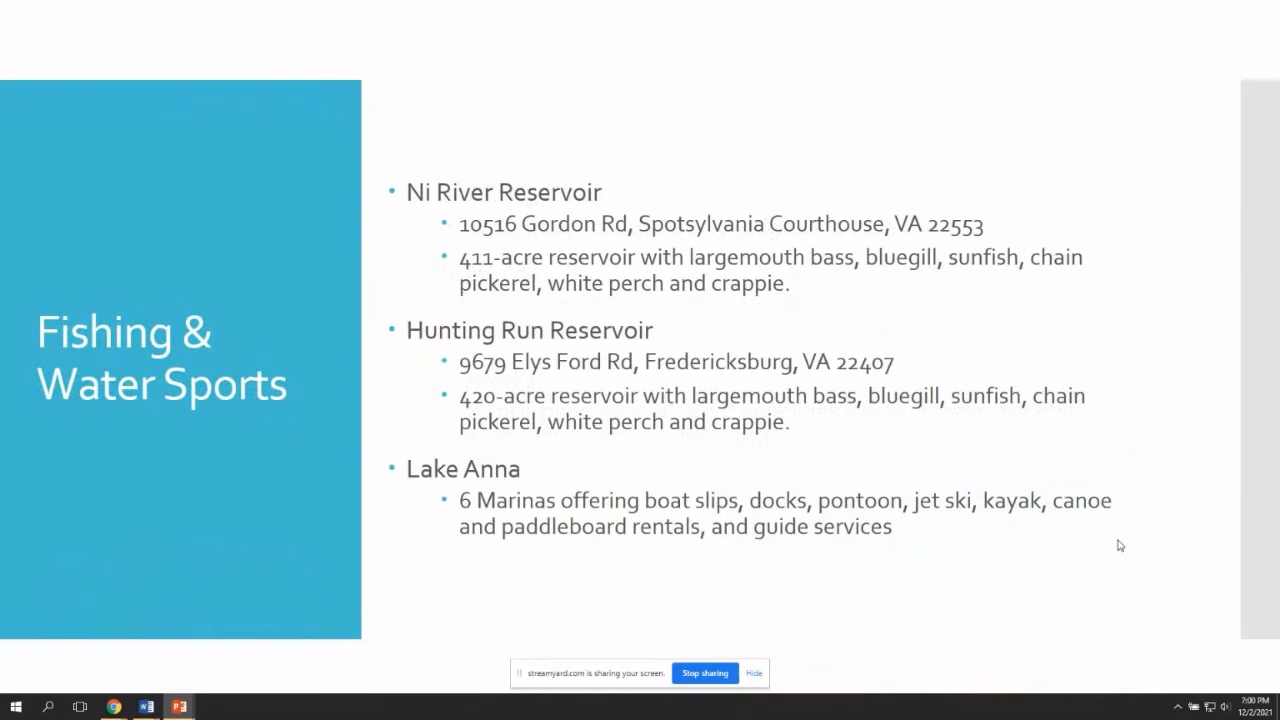 Fishing &
Water Sports
• Ni River Reservoir
• 10516 Gordon Rd, Spotsylvania Courthouse, VA 22553
• 411-acre reservoir with largemouth bass, bluegill, sunfish, chain
pickerel, white perch and crappie.
• Hunting Run Reservoir
• 9679 Elys Ford Rd, Fredericksburg, VA 22407
• 420-acre reservoir with largemouth bass, bluegill, sunfish, chain
pickerel, white perch and crappie.
• Lake Anna
• 6 Marinas offering boat slips, docks, pontoon, jet ski, kayak, canoe
and paddleboard rentals, and guide services
streamyard.com is sharing your screen. Stop sharing Hide
7:00 PM
12/2/2021